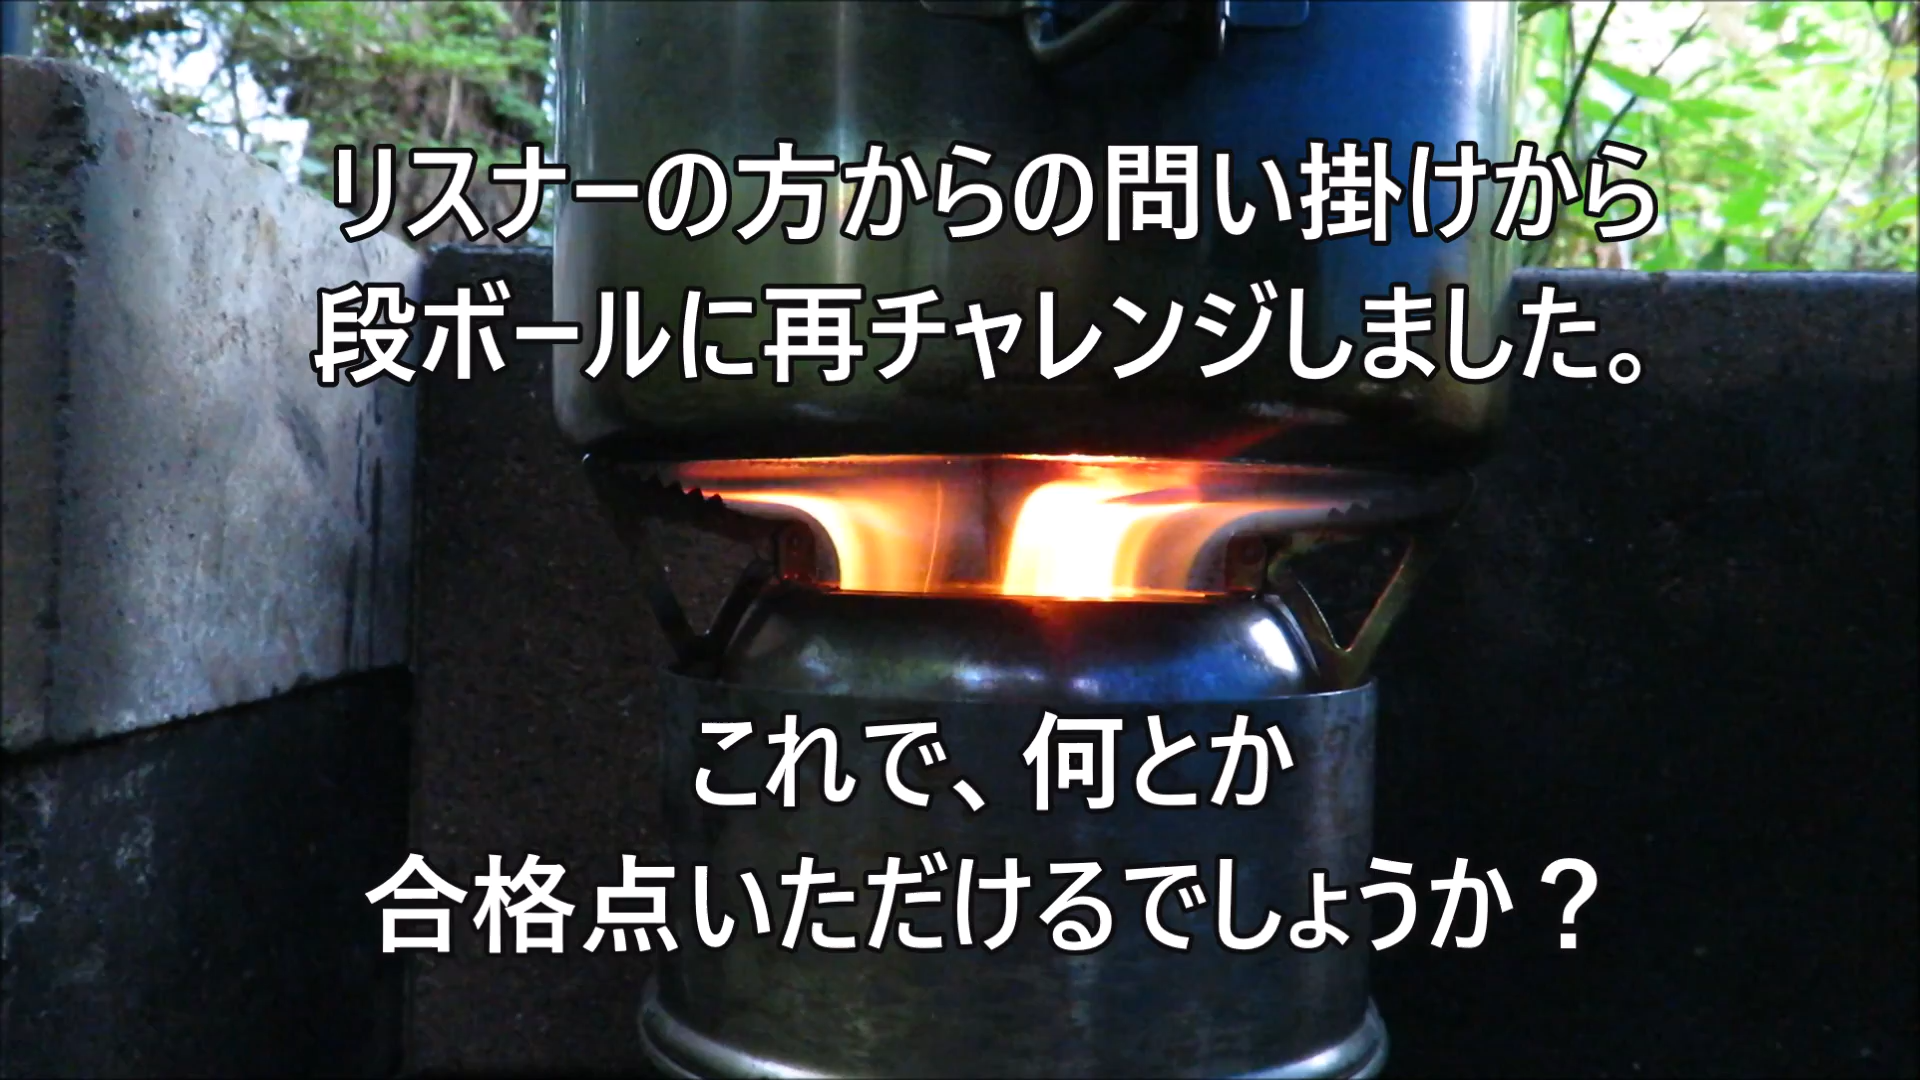 リスナーの方からの問い掛けから
段ボールに再チャレンジしました。
これで、何とか
合格点いただけるでしょうか？